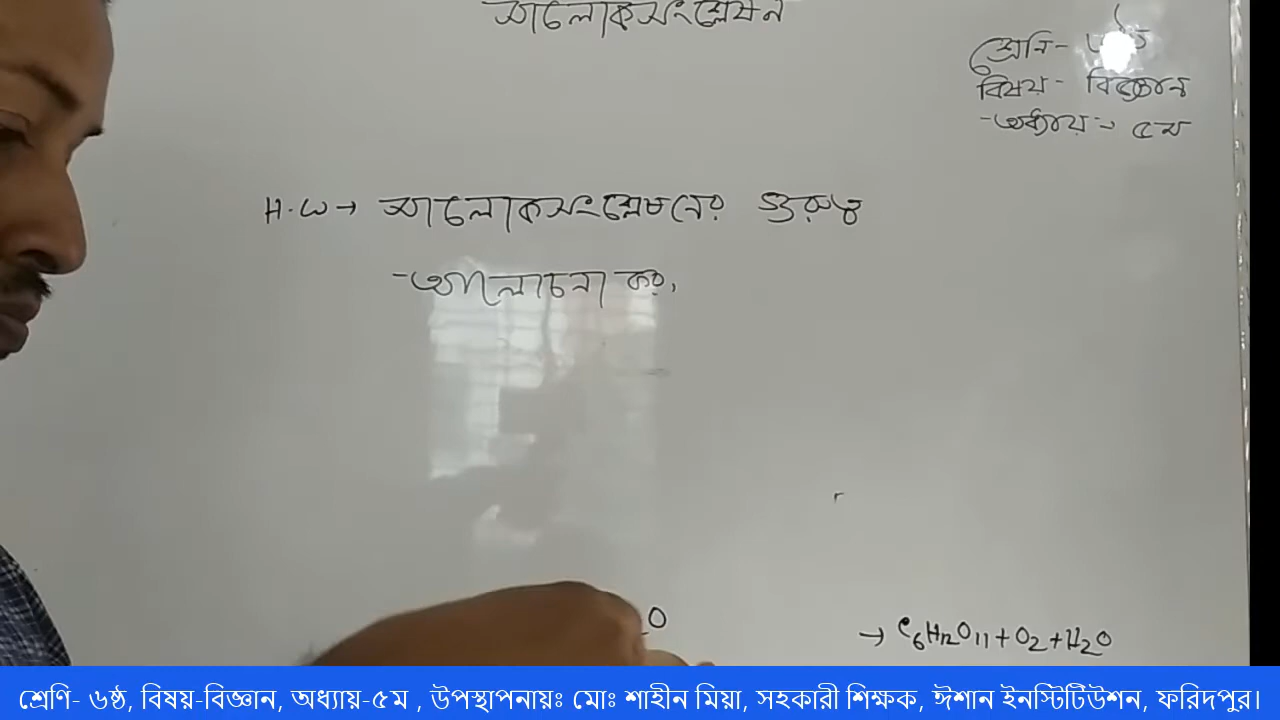 আলোকসংশ্লেষন
শ্রেনি- ৬ষ্ঠ
বিষয়- বিজ্ঞান
অধ্যায়- ৫ম
H.W→ আলোকসংশ্লেষনের গুরুত্ব
আলোচনা কর,
O
→ C6H12O11+O2+H2O
শ্রেণি- ৬ষ্ঠ, বিষয়-বিজ্ঞান, অধ্যায়-৫ম , উপস্থাপনায়ঃ মোঃ শাহীন মিয়া, সহকারী শিক্ষক, ঈশান ইনস্টিটিউশন, ফরিদপুর।